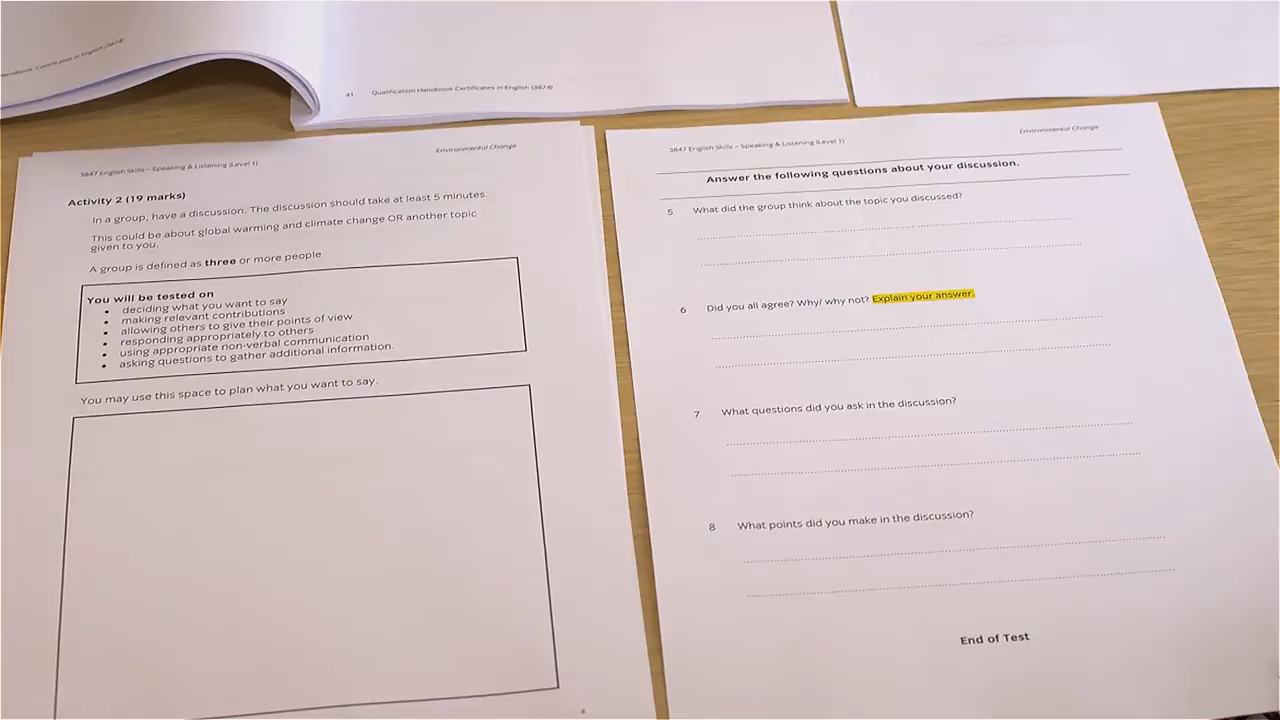 Handbook Certificates in English (3874)
41 Qualification Handbook Certificates in English (3874)
3847 English Skills – Speaking & Listening (Level 1)
Environmental Change
Activity 2 (19 marks)
In a group, have a discussion. The discussion should take at least 5 minutes.
This could be about global warming and climate change OR another topic
given to you.
A group is defined as three or more people.
You will be tested on
• deciding what you want to say
• making relevant contributions
• allowing others to give their points of view
• responding appropriately to others
• using appropriate non-verbal communication
• asking questions to gather additional information.
You may use this space to plan what you want to say.
3847 English Skills – Speaking & Listening (Level 1)
Environmental Change
Answer the following questions about your discussion.
5 What did the group think about the topic you discussed?
6 Did you all agree? Why/ why not? Explain your answer.
7 What questions did you ask in the discussion?
8 What points did you make in the discussion?
End of Test